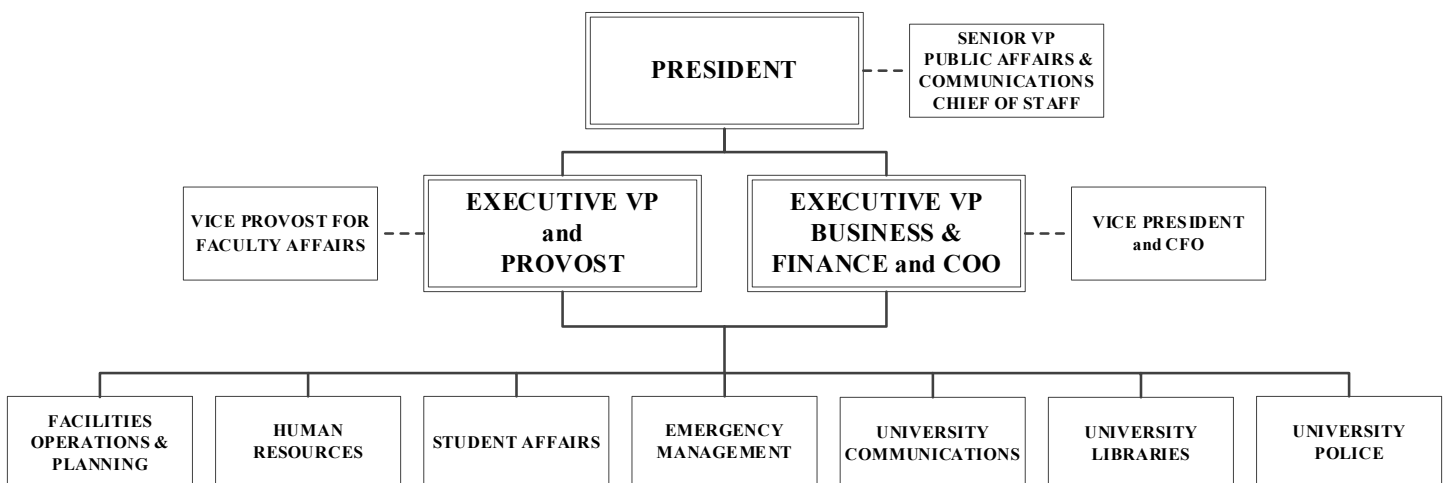 PRESIDENT
SENIOR VP
PUBLIC AFFAIRS &
COMMUNICATIONS
CHIEF OF STAFF
VICE PROVOST FOR
FACULTY AFFAIRS
EXECUTIVE VP
and
PROVOST
EXECUTIVE VP
BUSINESS &
FINANCE and COO
VICE PRESIDENT
and CFO
FACILITIES
OPERATIONS &
PLANNING
HUMAN
RESOURCES
STUDENT AFFAIRS
EMERGENCY
MANAGEMENT
UNIVERSITY
COMMUNICATIONS
UNIVERSITY
LIBRARIES
UNIVERSITY
POLICE